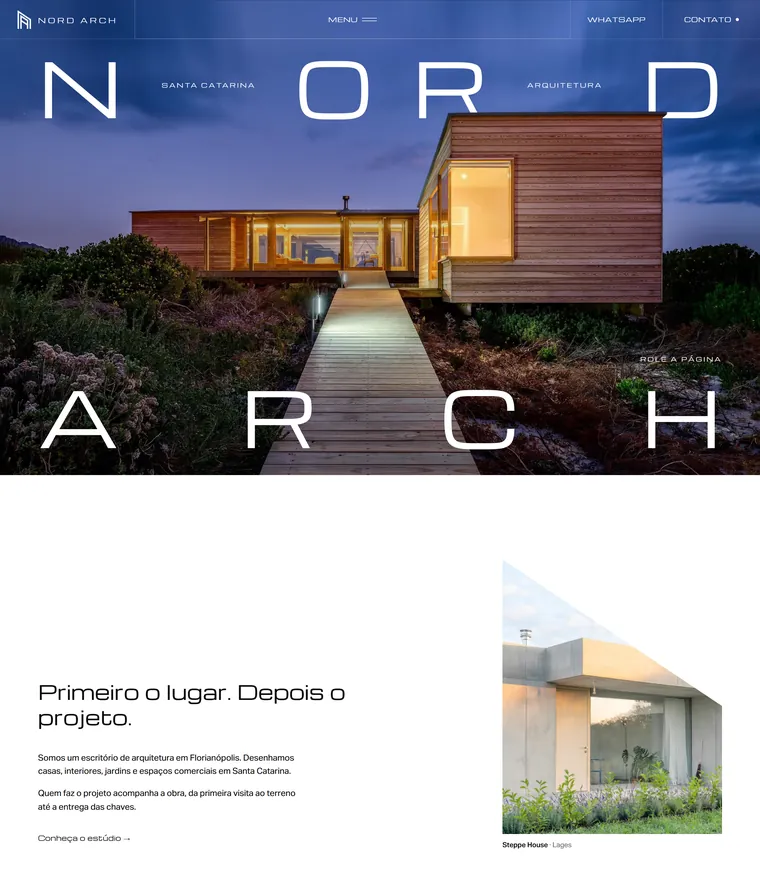 NORD ARCH
MENU
WHATSAPP
CONTATO
NORD
SANTA CATARINA
ARQUITETURA
ROLE A PÁGINA
ARCH
Primeiro o lugar. Depois o
projeto.
Somos um escritório de arquitetura em Florianópolis. Desenhamos
casas, interiores, jardins e espaços comerciais em Santa Catarina.
Quem faz o projeto acompanha a obra, da primeira visita ao terreno
até a entrega das chaves.
Conheça o estúdio →
Steppe House · Lages